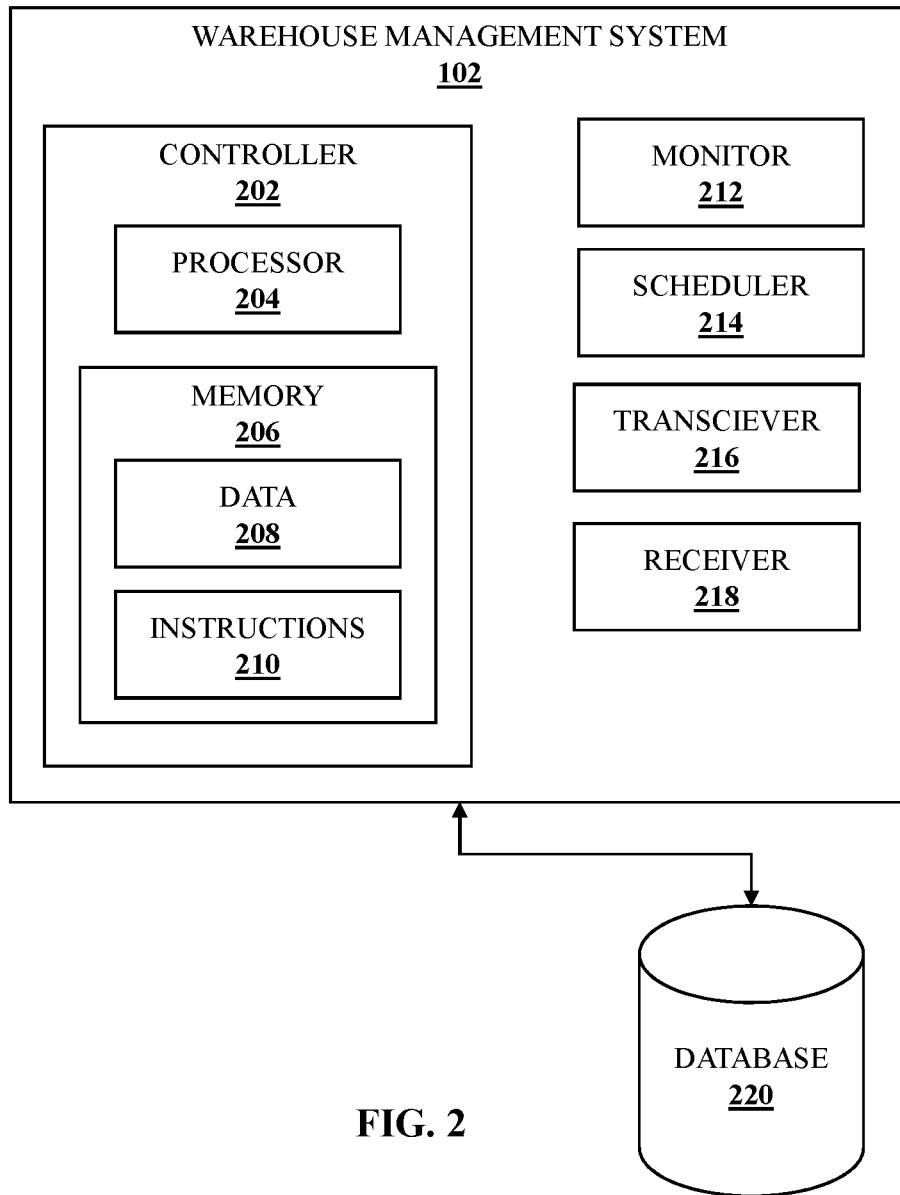 WAREHOUSE MANAGEMENT SYSTEM
102
CONTROLLER
202
PROCESSOR
204
MEMORY
206
DATA
208
INSTRUCTIONS
210
MONITOR
212
SCHEDULER
214
TRANSCIEVER
216
RECEIVER
218
DATABASE
220
FIG. 2